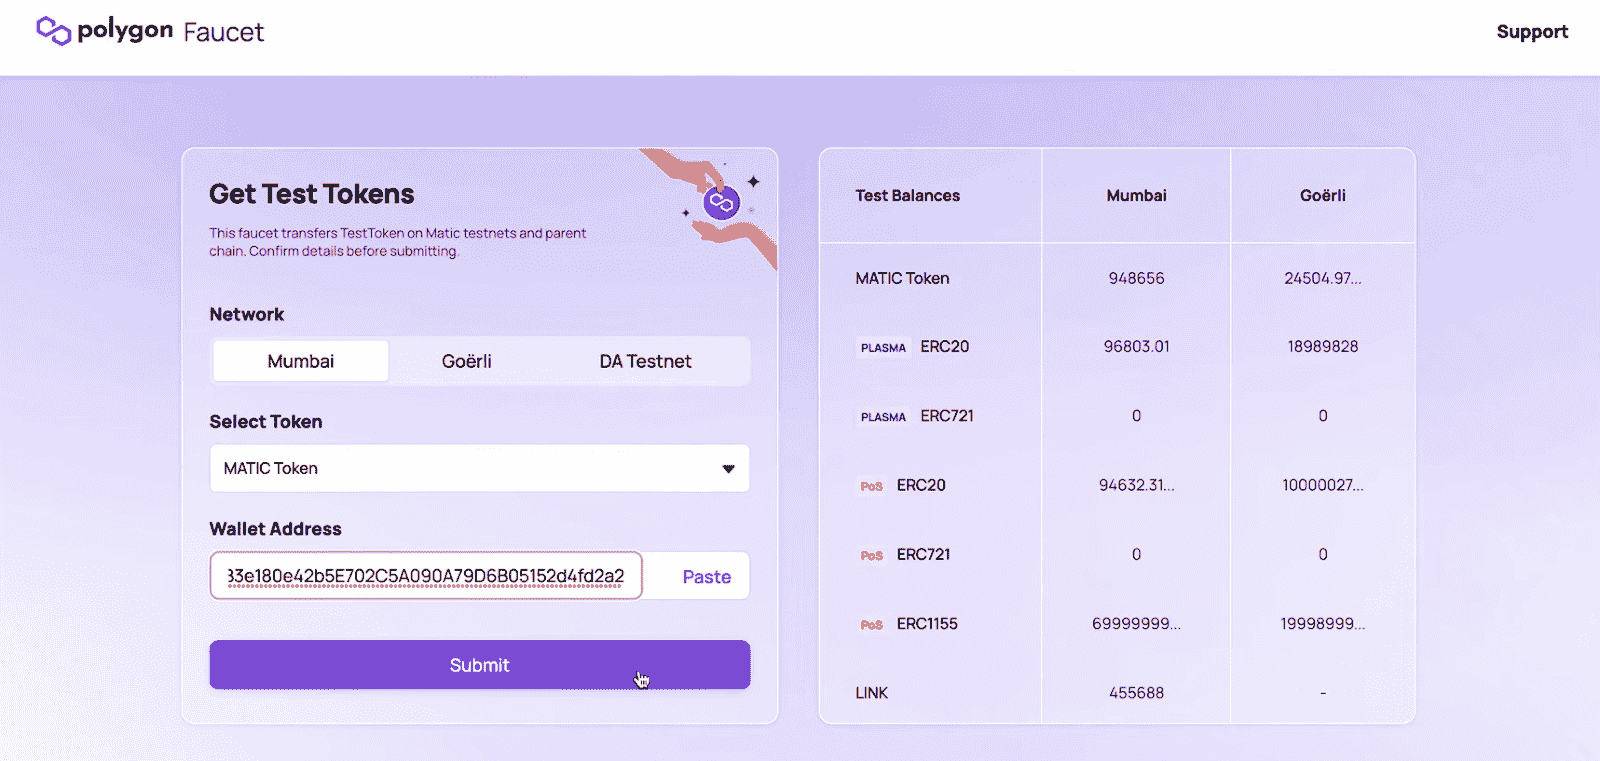 polygon Faucet
Support
Get Test Tokens
This faucet transfers TestToken on Matic testnets and parent
chain. Confirm details before submitting.
Network
Mumbai Goërli DA Testnet
Select Token
MATIC Token
Wallet Address
33e180e42b5E702C5A090A79D6B05152d4fd2a2 Paste
Submit
Test Balances Mumbai Goërli
MATIC Token 948656 24504.97...
PLASMA ERC20 96803.01 18989828
PLASMA ERC721 0 0
PoS ERC20 94632.31... 10000027...
PoS ERC721 0 0
PoS ERC1155 69999999... 19998999...
LINK 455688 -